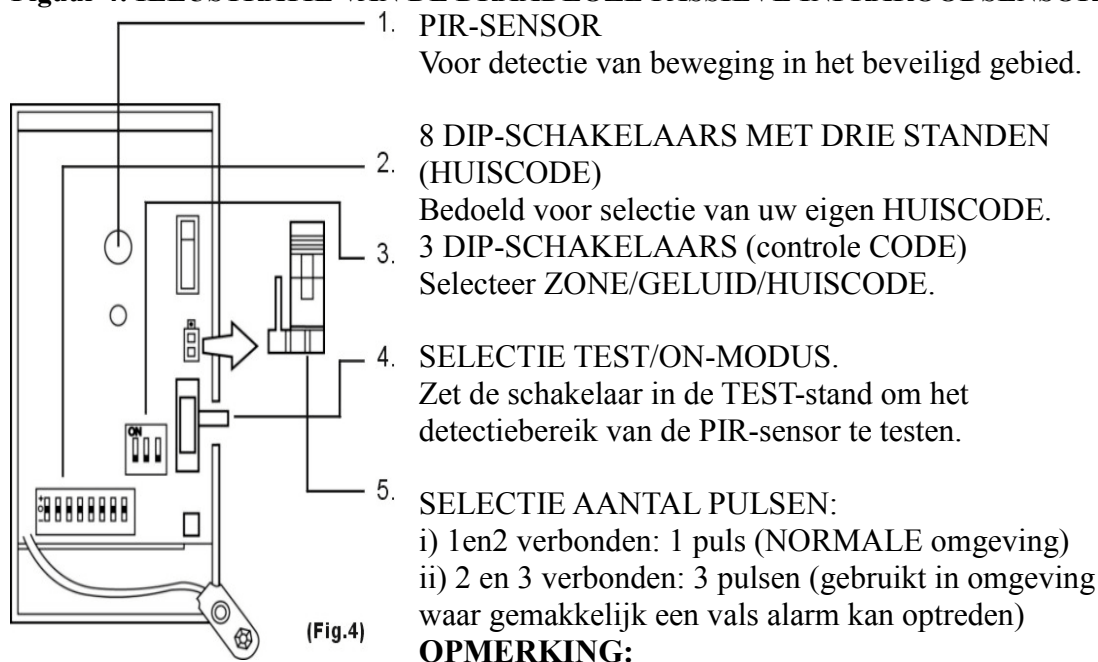 1. PIR-SENSOR
Voor detectie van beweging in het beveiligd gebied.
2. 8 DIP-SCHAKELAARS MET DRIE STANDEN
(HUISCODE)
Bedoeld voor selectie van uw eigen HUISCODE.
3. 3 DIP-SCHAKELAARS (controle CODE)
Selecteer ZONE/GELUID/HUISCODE.
4. SELECTIE TEST/ON-MODUS.
Zet de schakelaar in de TEST-stand om het
detectiebereik van de PIR-sensor te testen.
5. SELECTIE AANTAL PULSEN:
i) 1en2 verbonden: 1 puls (NORMALE omgeving)
ii) 2 en 3 verbonden: 3 pulsen (gebruikt in omgeving
waar gemakkelijk een vals alarm kan optreden)
OPMERKING:
ON
+
0
-
(Fig.4)